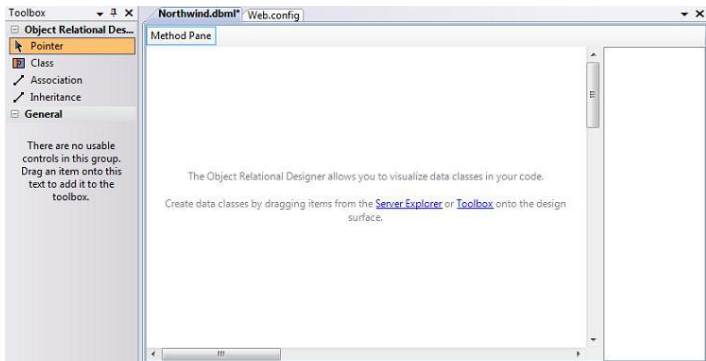 Toolbox
Object Relational Des...
Pointer
Class
Association
Inheritance
General
There are no usable
controls in this group.
Drag an item onto this
text to add it to the
toolbox.
Northwind.dbml* Web.config
Method Pane
The Object Relational Designer allows you to visualize data classes in your code.
Create data classes by dragging items from the Server Explorer or Toolbox onto the design
surface.